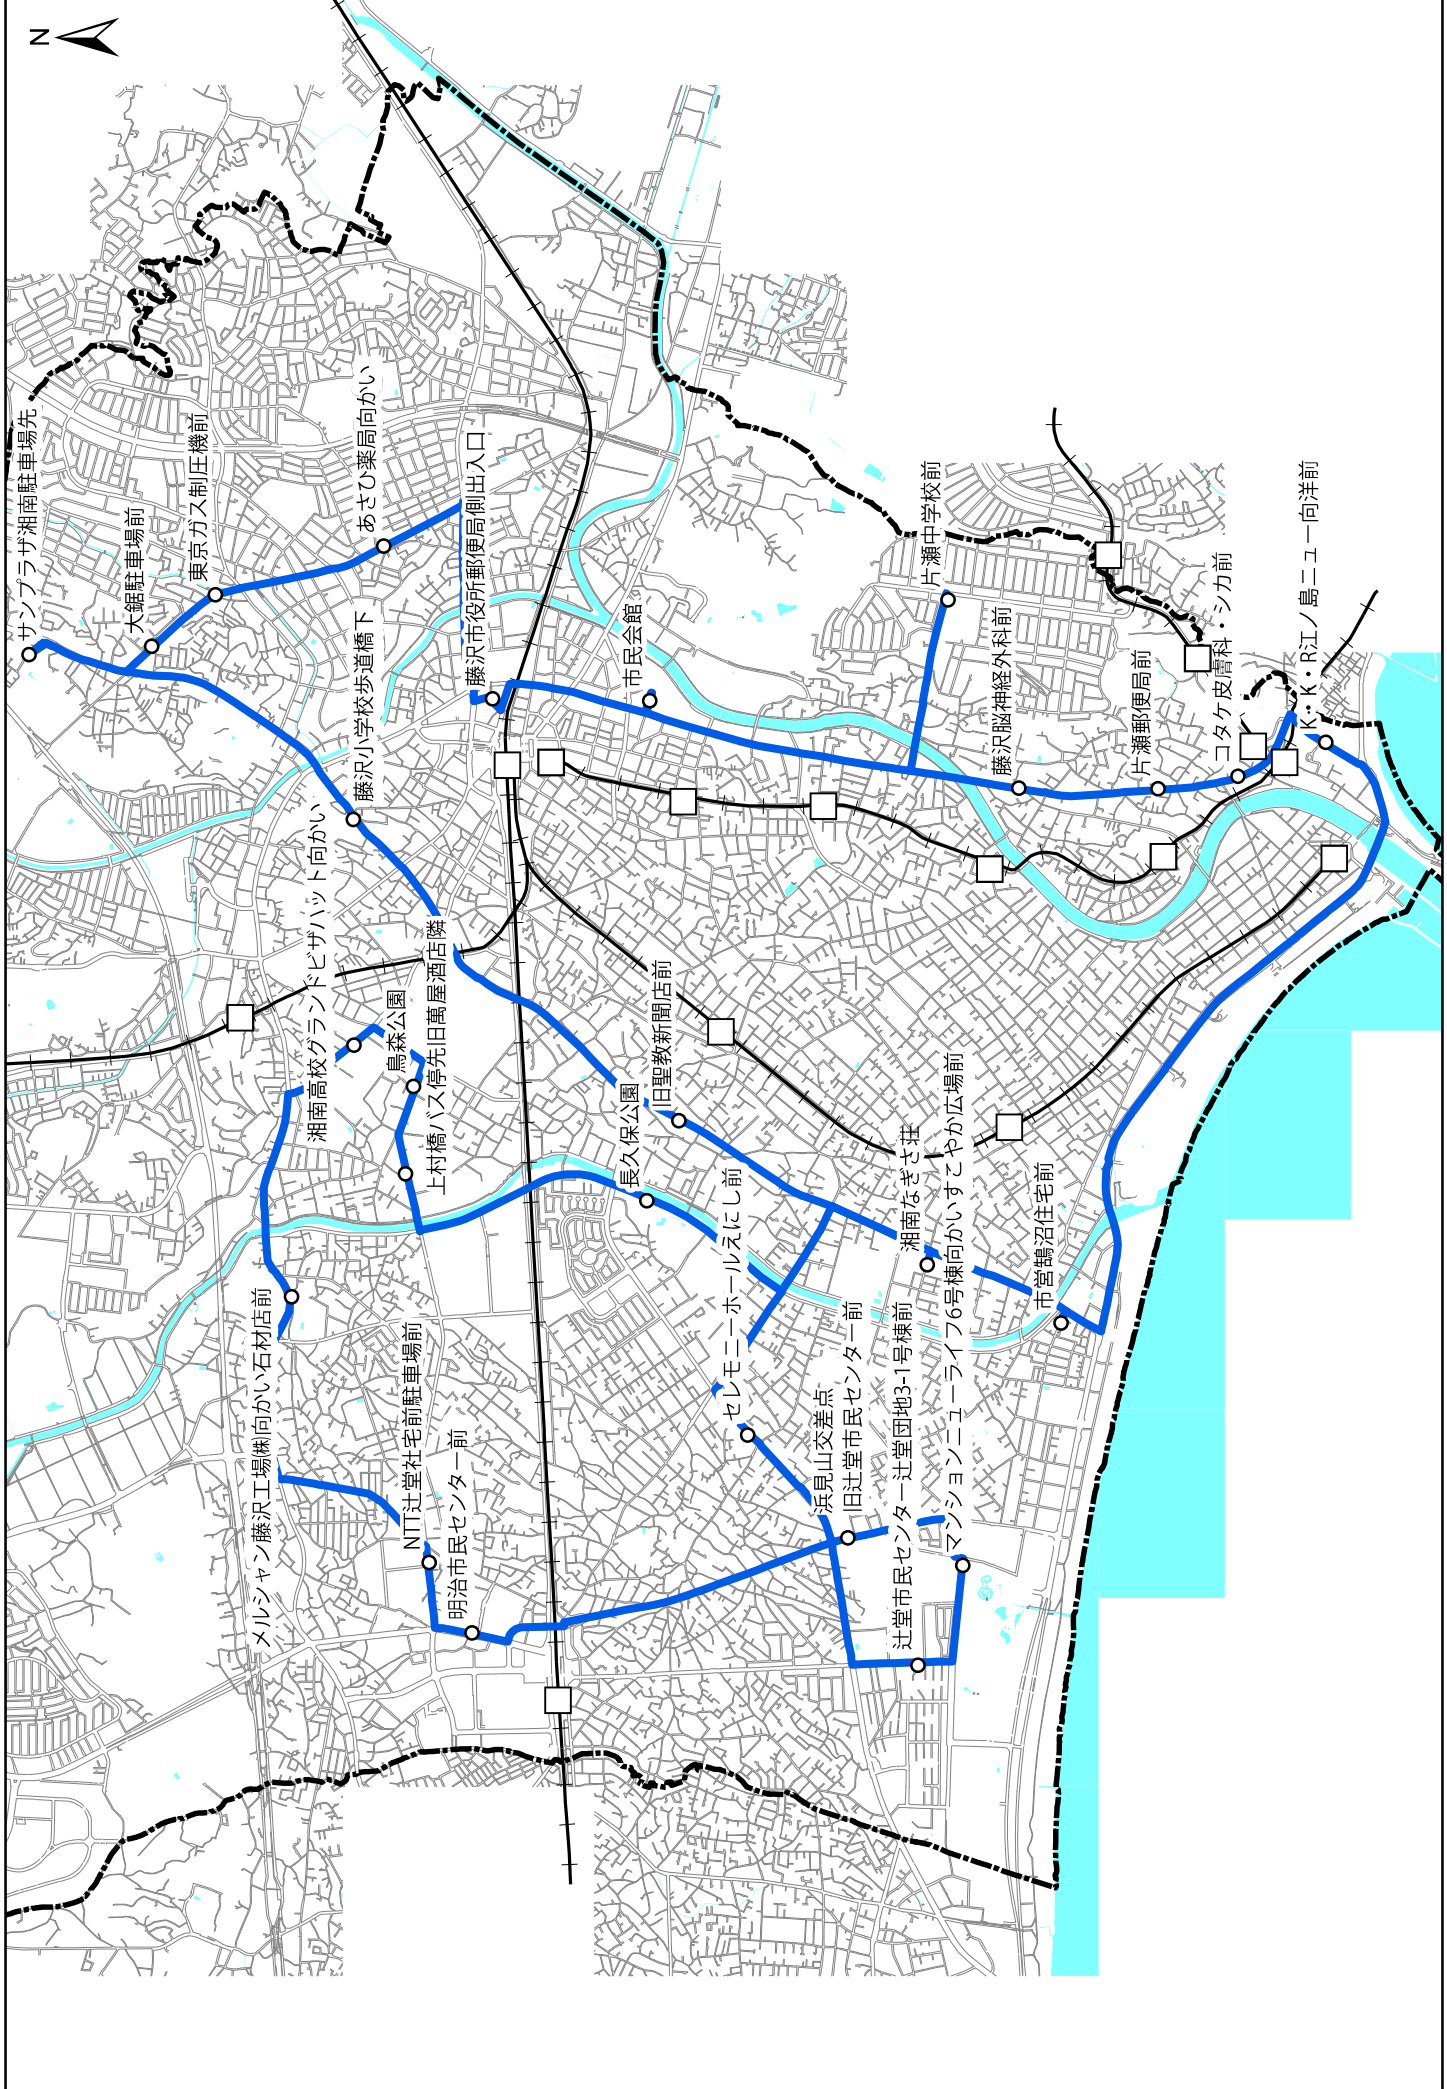 N
サンプラザ湘南駐車場先
大鋸駐車場前
東京ガス制圧機前
あさひ薬局向かい
藤沢小学校歩道橋下
藤沢市役所郵便局側出入口
市民会館
片瀬中学校前
藤沢脳神経外科前
片瀬郵便局前
コタケ皮膚科・シカ前
K・K・R江ノ島ニュー向洋前
湘南高校グランドピザハット向かい
鳥森公園
上村橋バス停先旧萬屋酒店隣
長久保公園
旧聖教新聞店前
湘南なぎさ荘
市営鵠沼住宅前
メルシャン藤沢工場㈱向かい石材店前
NTT辻堂社宅前駐車場前
明治市民センター前
セレモニーホールえにし前
浜見山交差点
旧辻堂市民センター前
辻堂市民センター辻堂団地3-1号棟前
マンションニューライフ6号棟向かいすこやか広場前